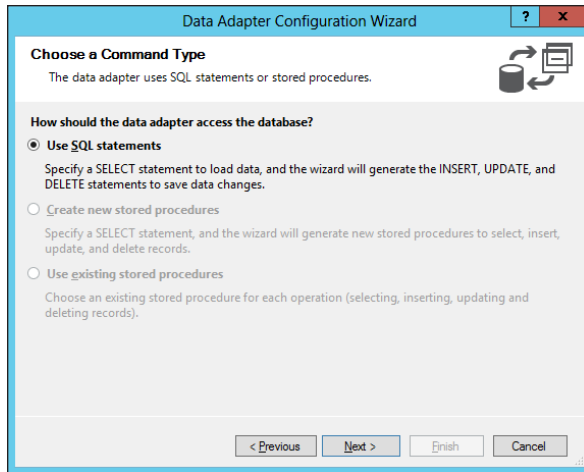 Data Adapter Configuration Wizard
?
x
Choose a Command Type
The data adapter uses SQL statements or stored procedures.
How should the data adapter access the database?
Use SQL statements
Specify a SELECT statement to load data, and the wizard will generate the INSERT, UPDATE, and
DELETE statements to save data changes.
Create new stored procedures
Specify a SELECT statement, and the wizard will generate new stored procedures to select, insert,
update, and delete records.
Use existing stored procedures
Choose an existing stored procedure for each operation (selecting, inserting, updating and
deleting records).
< Previous
Next >
Finish
Cancel